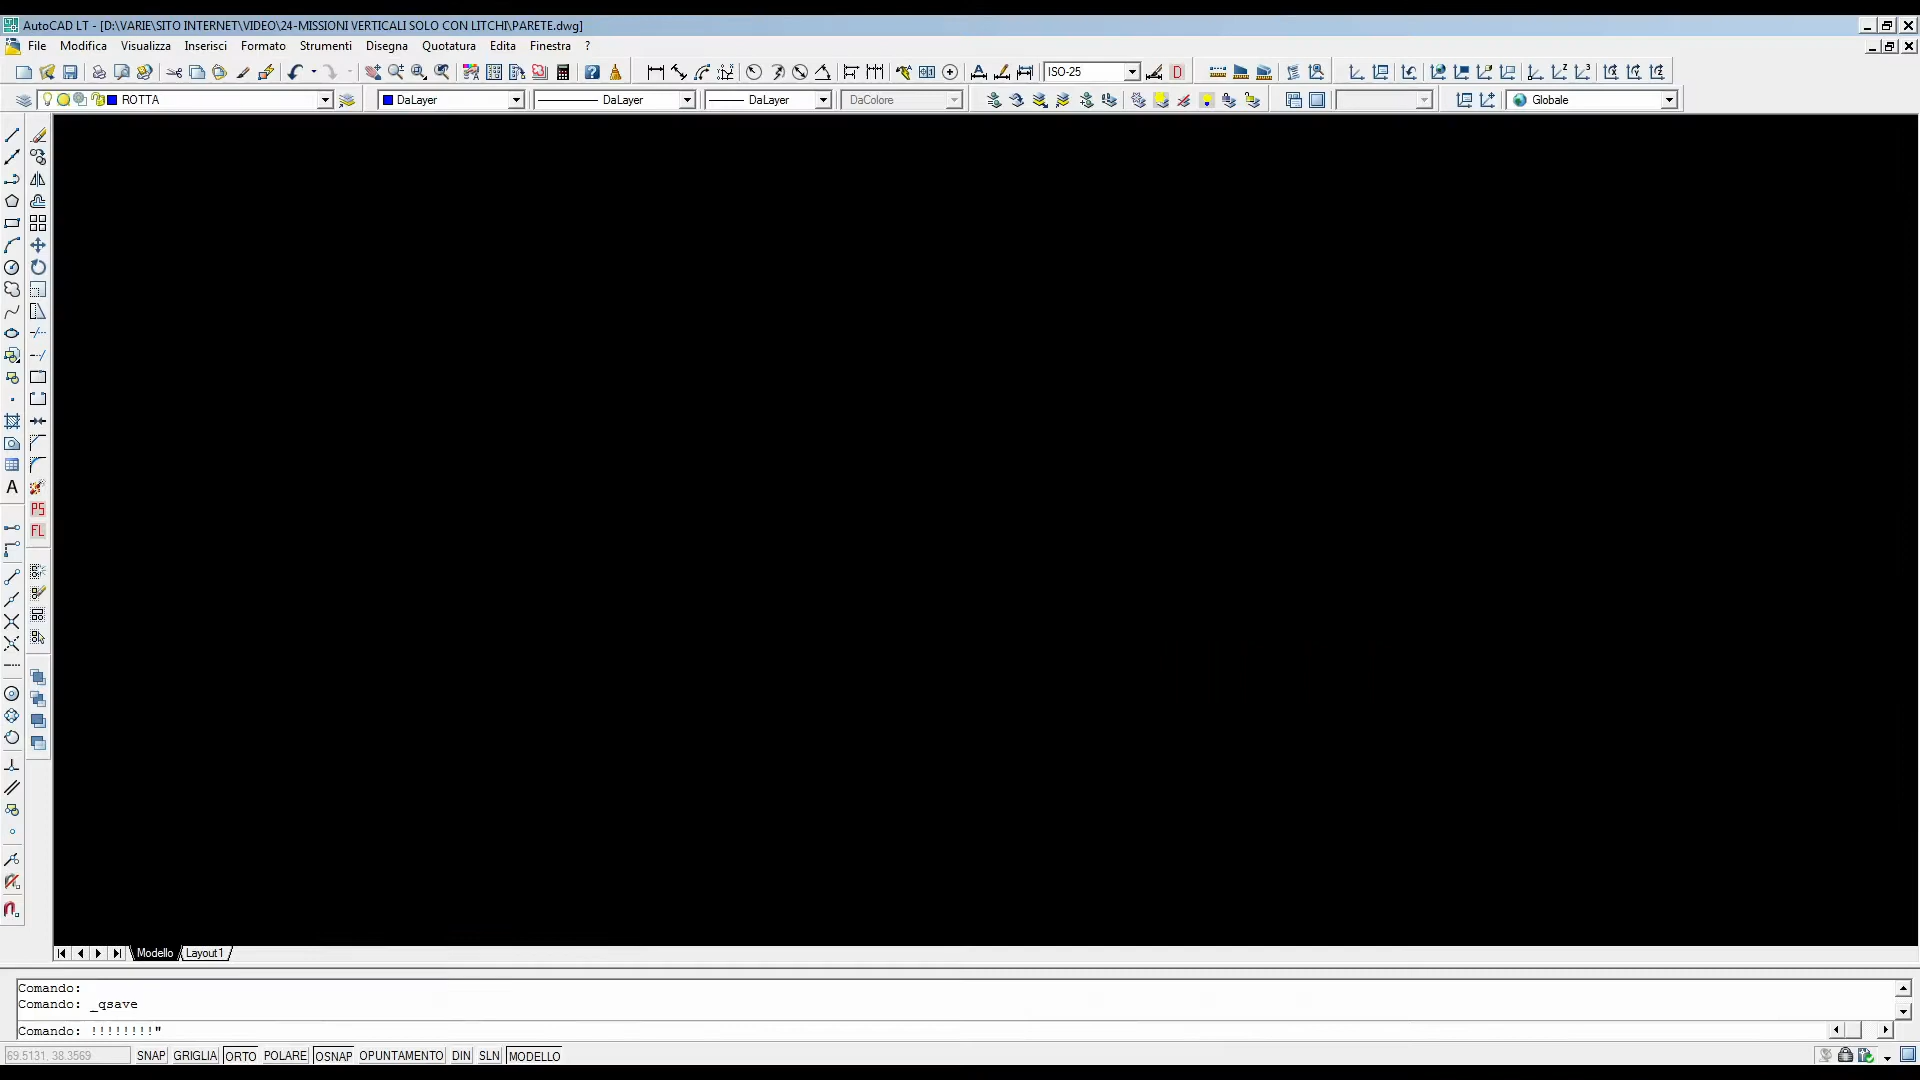 AutoCAD LT - [D:\VARIE\SITO INTERNET\VIDEO\24-MISSIONI VERTICALI SOLO CON LITCHI\PARETE.dwg]
File Modifica Visualizza Inserisci Formato Strumenti Disegna Quotatura Edita Finestra ?
ISO-25 D
ROTTA DaLayer DaLayer DaLayer DaColore Globale
A
PS
FL
Modello Layout1
Comando:
Comando: _qsave
Comando: !!!!!!!!"
69.5131, 38.3569 SNAP GRIGLIA ORTO POLARE OSNAP OPUNTAMENTO DIN SLN MODELLO